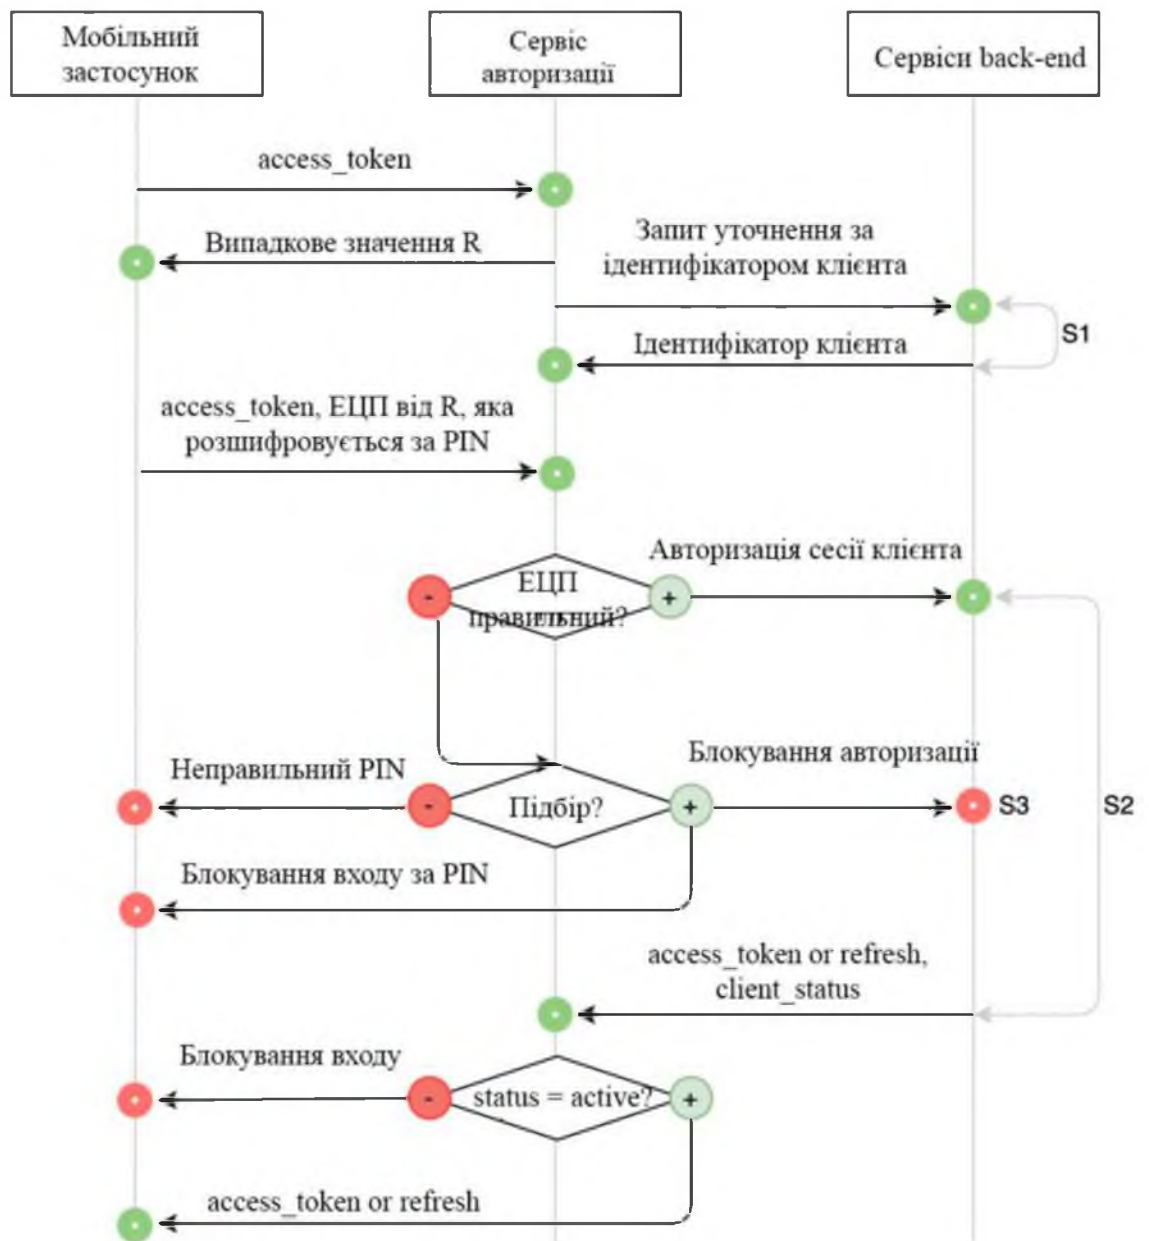 Мобільний
застосунок
Сервіс
авторизації
Сервіси back-end
access_token
Випадкове значення R
Запит уточнення за
ідентифікатором клієнта
S1
Ідентифікатор клієнта
access_token, ЕЦП від R, яка
розшифровується за PIN
Авторизація сесії клієнта
-
ЕЦП
правильний?
+
Блокування авторизації
Неправильний PIN
-
Підбір?
+
S3
S2
Блокування входу за PIN
access_token or refresh,
client_status
Блокування входу
-
status = active?
+
access_token or refresh